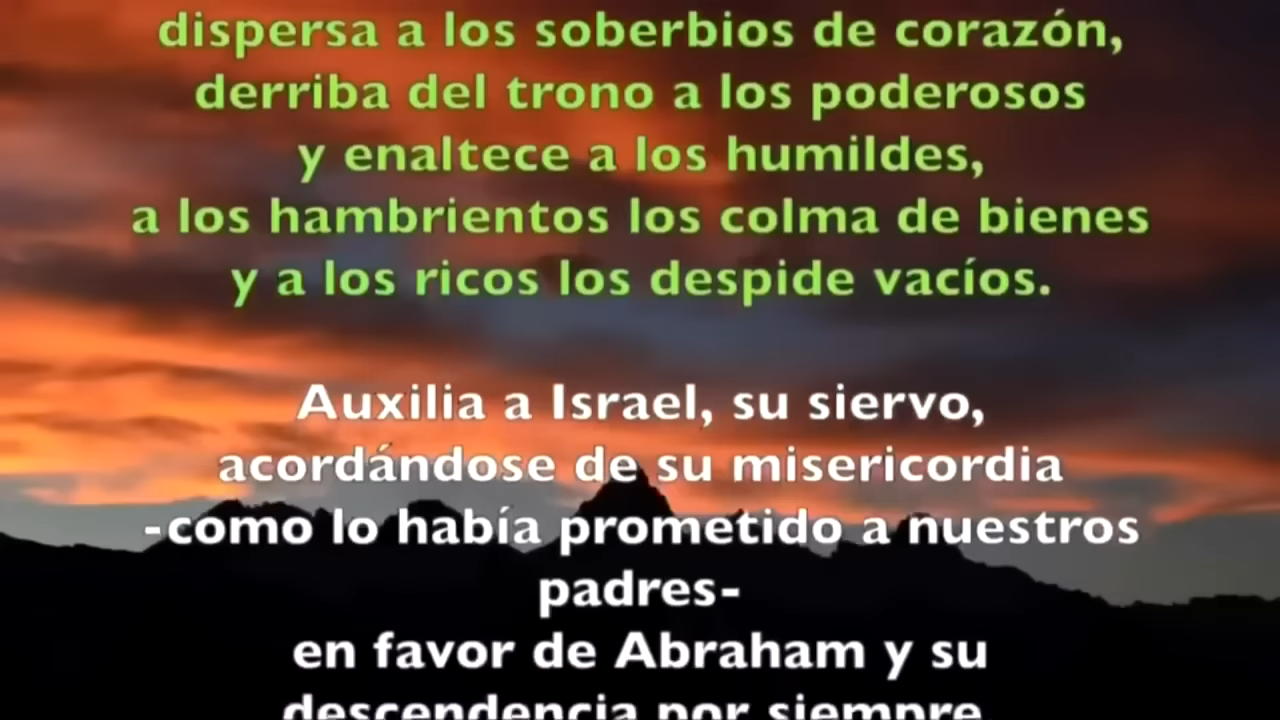 dispersa a los soberbios de corazón,
derriba del trono a los poderosos
y enaltece a los humildes,
a los hambrientos los colma de bienes
y a los ricos los despide vacíos.
Auxilia a Israel, su siervo,
acordándose de su misericordia
-como lo había prometido a nuestros
padres-
en favor de Abraham y su
descendencia por siempre